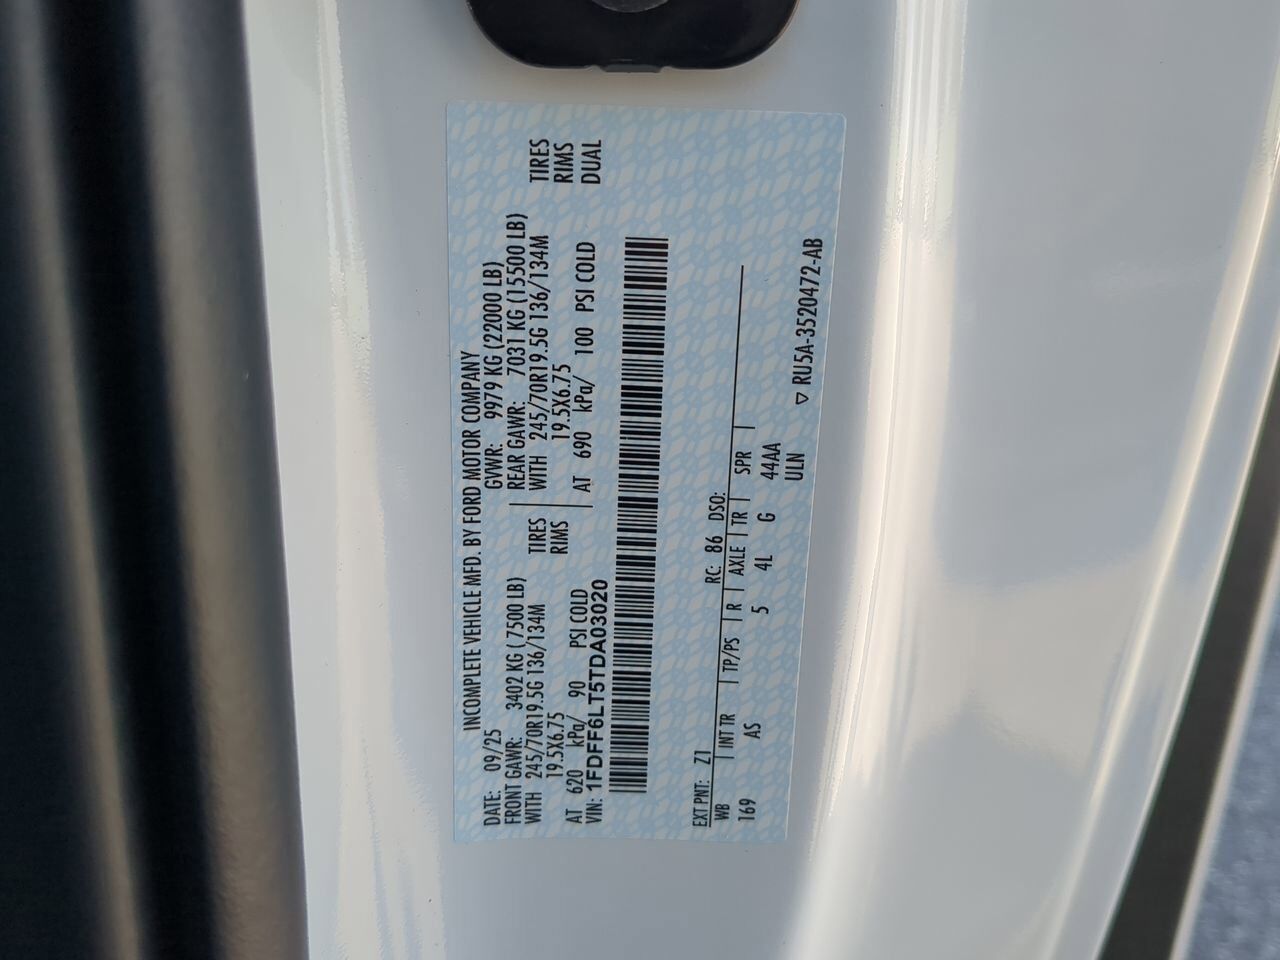 INCOMPLETE VEHICLE MFD. BY FORD MOTOR COMPANY
DATE: 09/25 GVWR: 9979 KG (22000 LB)
FRONT GAWR: 3402 KG (7500 LB) REAR GAWR: 7031 KG (15500 LB)
WITH 245/70R19.5G 136/134M TIRES WITH 245/70R19.5G 136/134M TIRES
19.5X6.75 RIMS 19.5X6.75 RIMS
AT 620 kPa/ 90 PSI COLD AT 690 kPa/ 100 PSI COLD DUAL
VIN: 1FDFF6LT5TDA03020
EXT PNT: Z1 RC: 86 DSO:
WB INT TR TP/PS R AXLE TR SPR
169 AS 5 4L G 44AA
ULN
▽ RU5A-3520472-AB